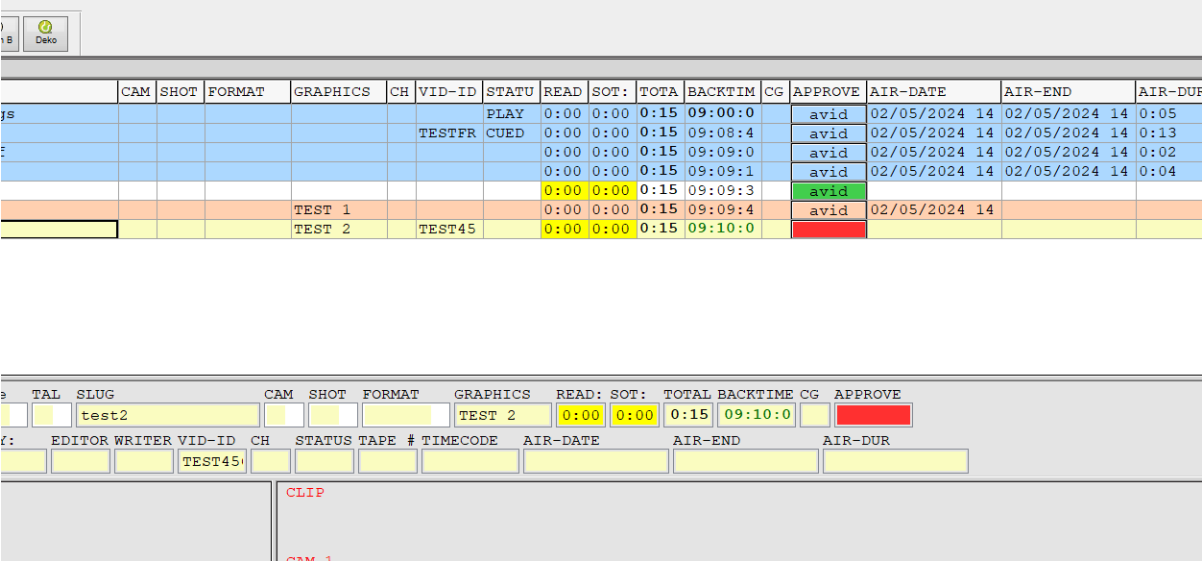 n B Deko
CAM SHOT FORMAT GRAPHICS CH VID-ID STATU READ SOT: TOTA BACKTIM CG APPROVE AIR-DATE AIR-END AIR-DUR
gs PLAY 0:00 0:00 0:15 09:00:0 avid 02/05/2024 14 02/05/2024 14 0:05
TESTFR CUED 0:00 0:00 0:15 09:08:4 avid 02/05/2024 14 02/05/2024 14 0:13
f 0:00 0:00 0:15 09:09:0 avid 02/05/2024 14 02/05/2024 14 0:02
0:00 0:00 0:15 09:09:1 avid 02/05/2024 14 02/05/2024 14 0:04
0:00 0:00 0:15 09:09:3 avid
TEST 1 0:00 0:00 0:15 09:09:4 avid 02/05/2024 14
TEST 2 TEST45 0:00 0:00 0:15 09:10:0
e TAL SLUG CAM SHOT FORMAT GRAPHICS READ: SOT: TOTAL BACKTIME CG APPROVE
test2 TEST 2 0:00 0:00 0:15 09:10:0
Y: EDITOR WRITER VID-ID CH STATUS TAPE # TIMECODE AIR-DATE AIR-END AIR-DUR
TEST45
CLIP
CAM 1